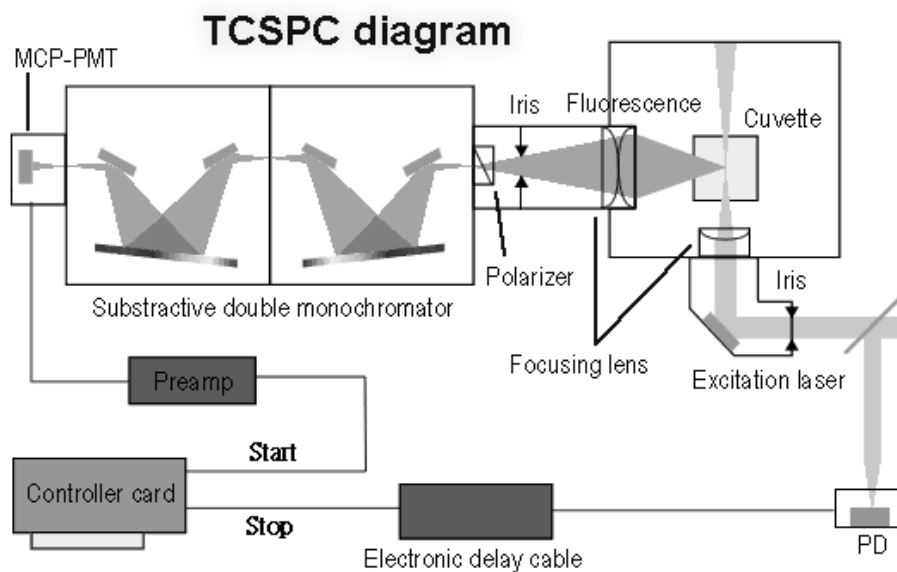 TCSPC diagram
MCP-PMT
Iris
Fluorescence
Cuvette
Polarizer
Substractive double monochromator
Iris
Focusing lens
Excitation laser
Preamp
Start
Controller card
Stop
Electronic delay cable
PD